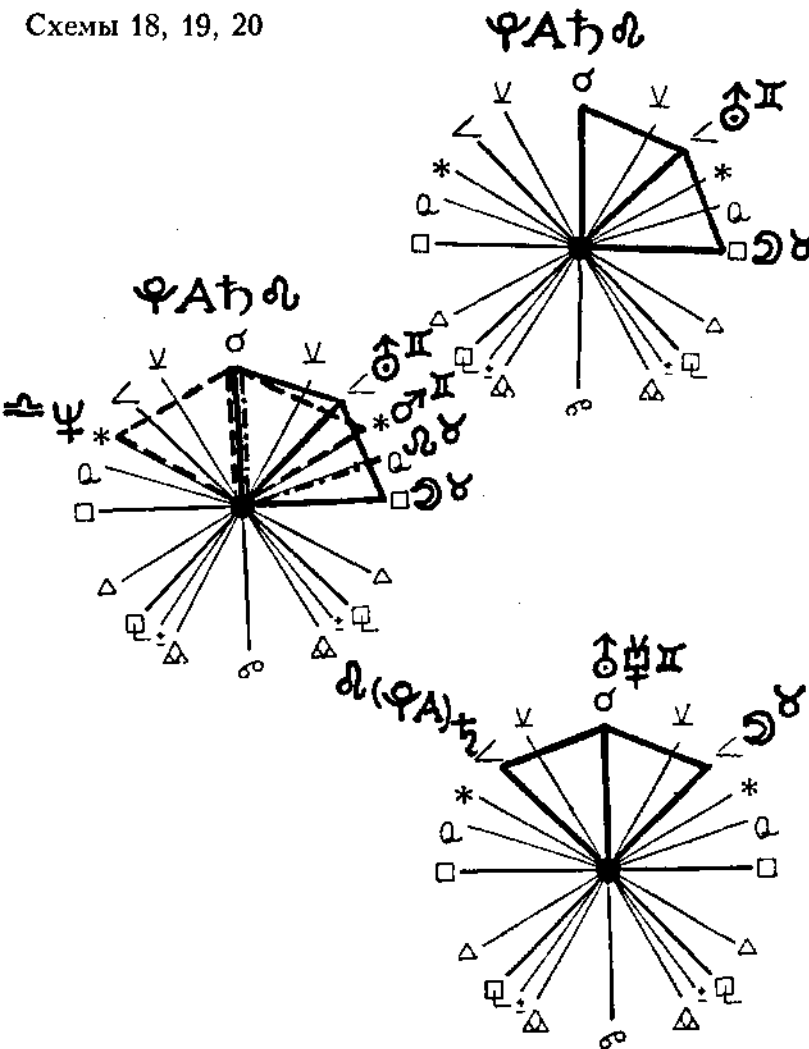 Схемы 18, 19, 20
♇A♄ ♌
☌
⚺ ⚺
∠ ∠ ♅ ♊
* *
Q Q
□ □ ☽ ♉
△ △
⚼ ⚼
± ±
☍
♇A♄ ♌
☌
⚺ ⚺
∠ ∠ ♅ ♊
♎ ♆ * * ♂ ♊
Q Q ☊ ♉
□ □ ☽ ♉
△ △
⚼ ⚼
± ±
☍
♅ ♊
☌
♌ (♇A) ♄ ∠ ⚺ ⚺ ∠ ☽ ♉
* *
Q Q
□ □
△ △
⚼ ⚼
± ±
☍